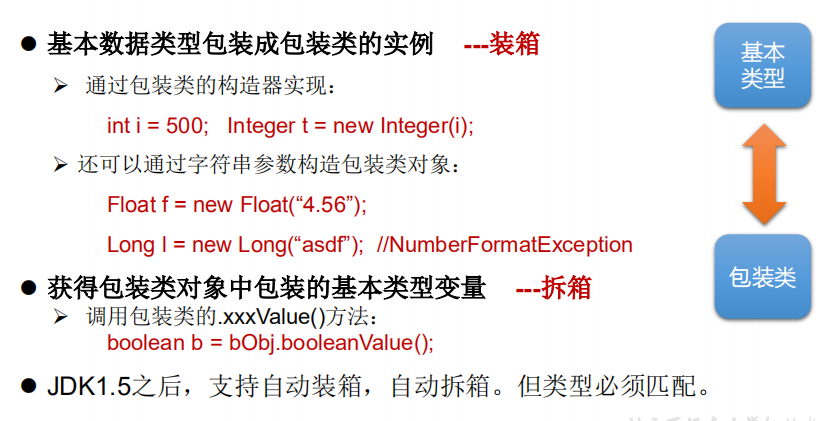 ● 基本数据类型包装成包装类的实例 ---装箱
➢ 通过包装类的构造器实现：
int i = 500; Integer t = new Integer(i);
➢ 还可以通过字符串参数构造包装类对象：
Float f = new Float(“4.56”);
Long l = new Long(“asdf”); //NumberFormatException
● 获得包装类对象中包装的基本类型变量 ---拆箱
➢ 调用包装类的.xxxValue()方法：
boolean b = bObj.booleanValue();
● JDK1.5之后，支持自动装箱，自动拆箱。但类型必须匹配。
基本
类型
包装类